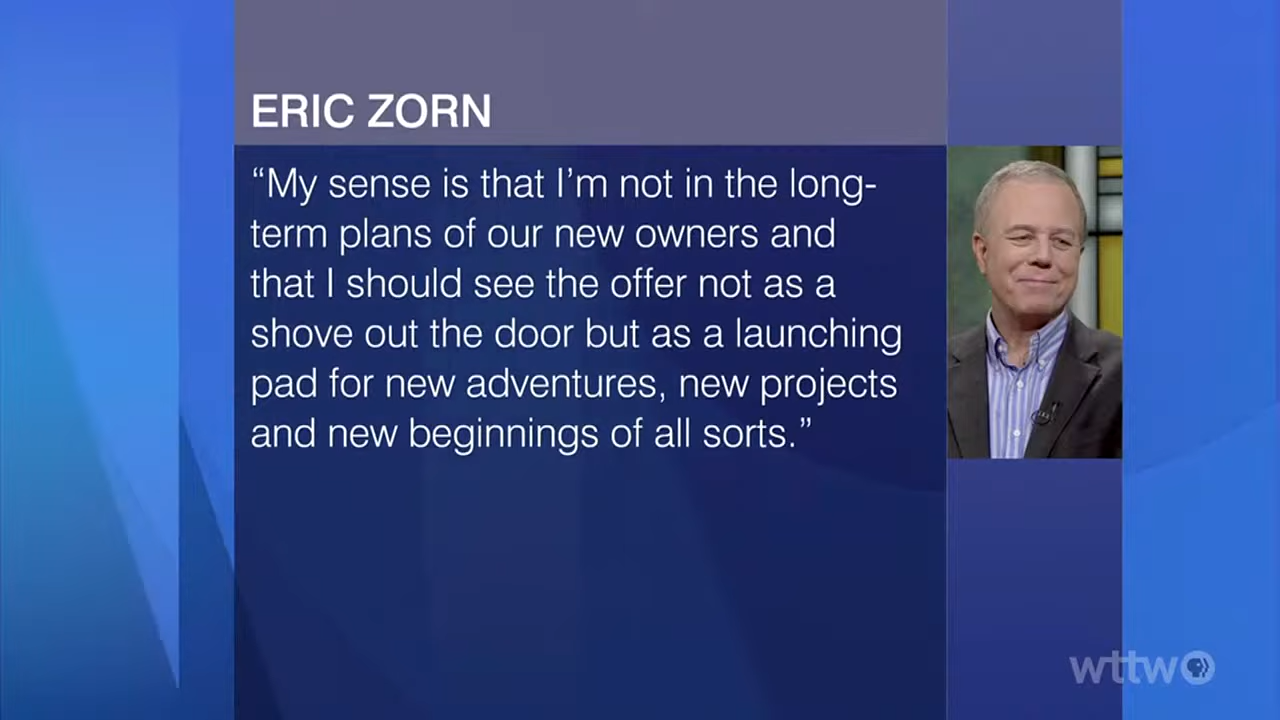 ERIC ZORN
“My sense is that I’m not in the long-
term plans of our new owners and
that I should see the offer not as a
shove out the door but as a launching
pad for new adventures, new projects
and new beginnings of all sorts.”
wttw